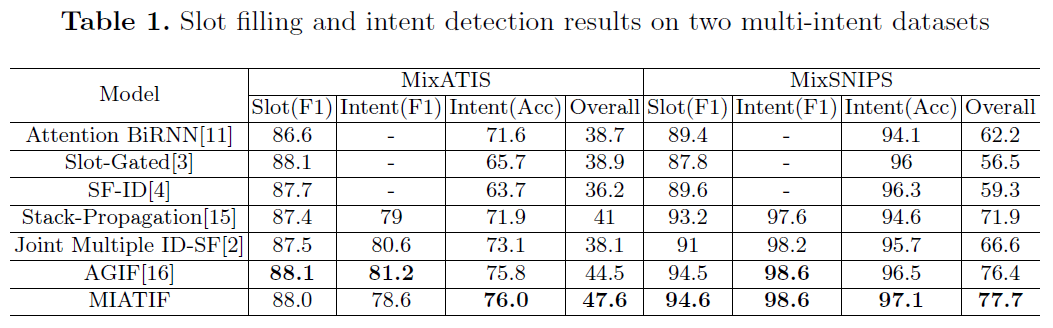 Table 1. Slot filling and intent detection results on two multi-intent datasets
Model MixATIS MixSNIPS
Slot(F1) Intent(F1) Intent(Acc) Overall Slot(F1) Intent(F1) Intent(Acc) Overall
Attention BiRNN[11] 86.6 - 71.6 38.7 89.4 - 94.1 62.2
Slot-Gated[3] 88.1 - 65.7 38.9 87.8 - 96 56.5
SF-ID[4] 87.7 - 63.7 36.2 89.6 - 96.3 59.3
Stack-Propagation[15] 87.4 79 71.9 41 93.2 97.6 94.6 71.9
Joint Multiple ID-SF[2] 87.5 80.6 73.1 38.1 91 98.2 95.7 66.6
AGIF[16] 88.1 81.2 75.8 44.5 94.5 98.6 96.5 76.4
MIATIF 88.0 78.6 76.0 47.6 94.6 98.6 97.1 77.7